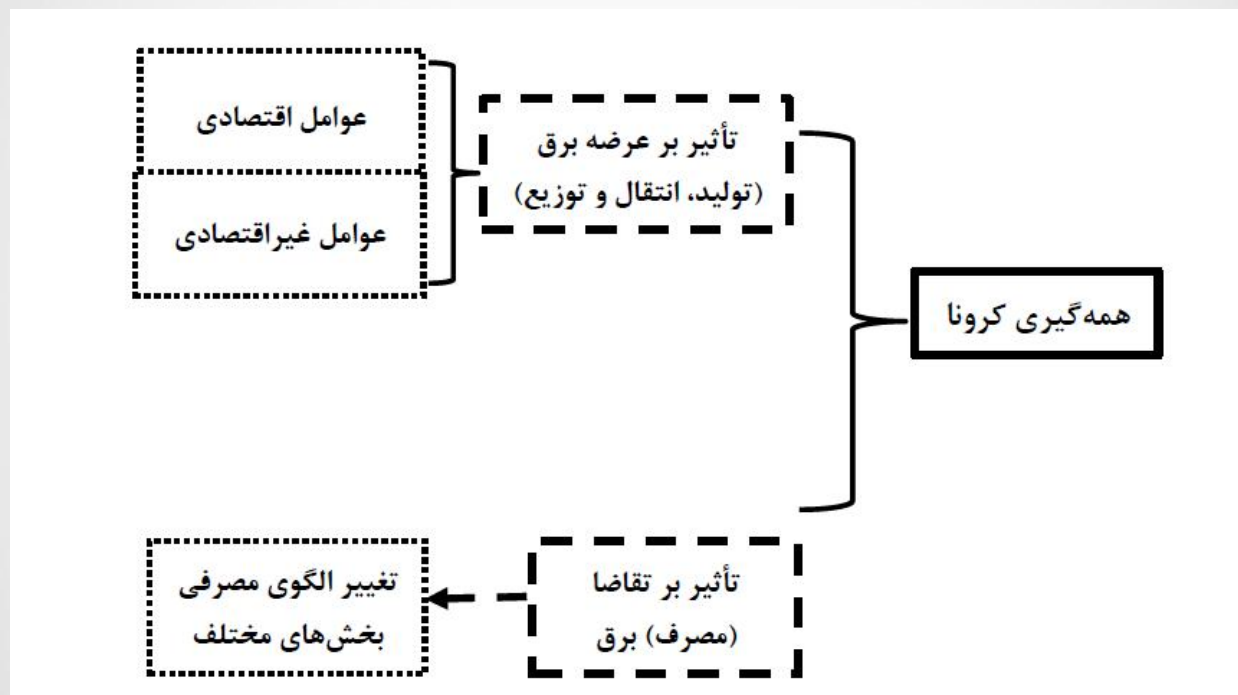 همه‌گیری کرونا
تأثیر بر عرضه برق
(تولید، انتقال و توزیع)
عوامل اقتصادی
عوامل غیراقتصادی
تأثیر بر تقاضا
(مصرف) برق
تغییر الگوی مصرفی
بخش‌های مختلف